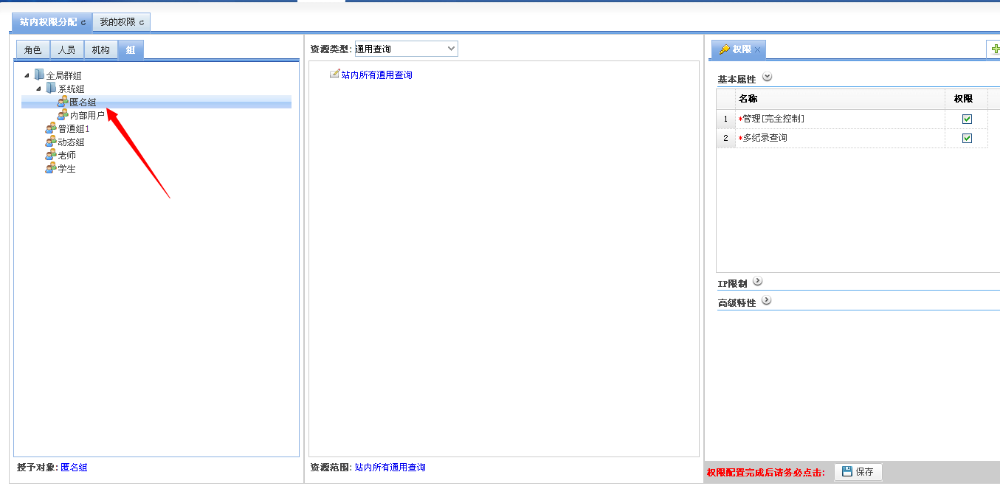 站内权限分配
我的权限
角色
人员
机构
组
全局群组
系统组
匿名组
内部用户
普通组1
动态组
老师
学生
授予对象: 匿名组
资源类型: 通用查询
站内所有通用查询
资源范围: 站内所有通用查询
权限
基本属性
名称 权限
1 *管理[完全控制]
2 *多纪录查询
IP限制
高级特性
权限配置完成后请务必点击: 保存